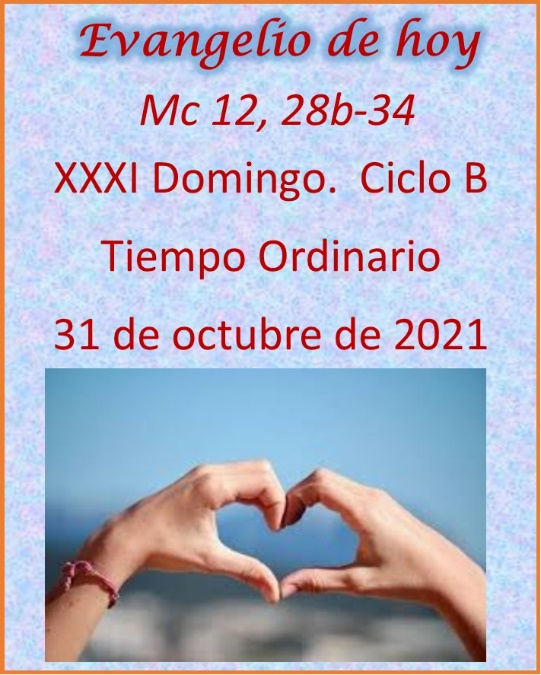 Evangelio de hoy
Mc 12, 28b-34
XXXI Domingo. Ciclo B
Tiempo Ordinario
31 de octubre de 2021